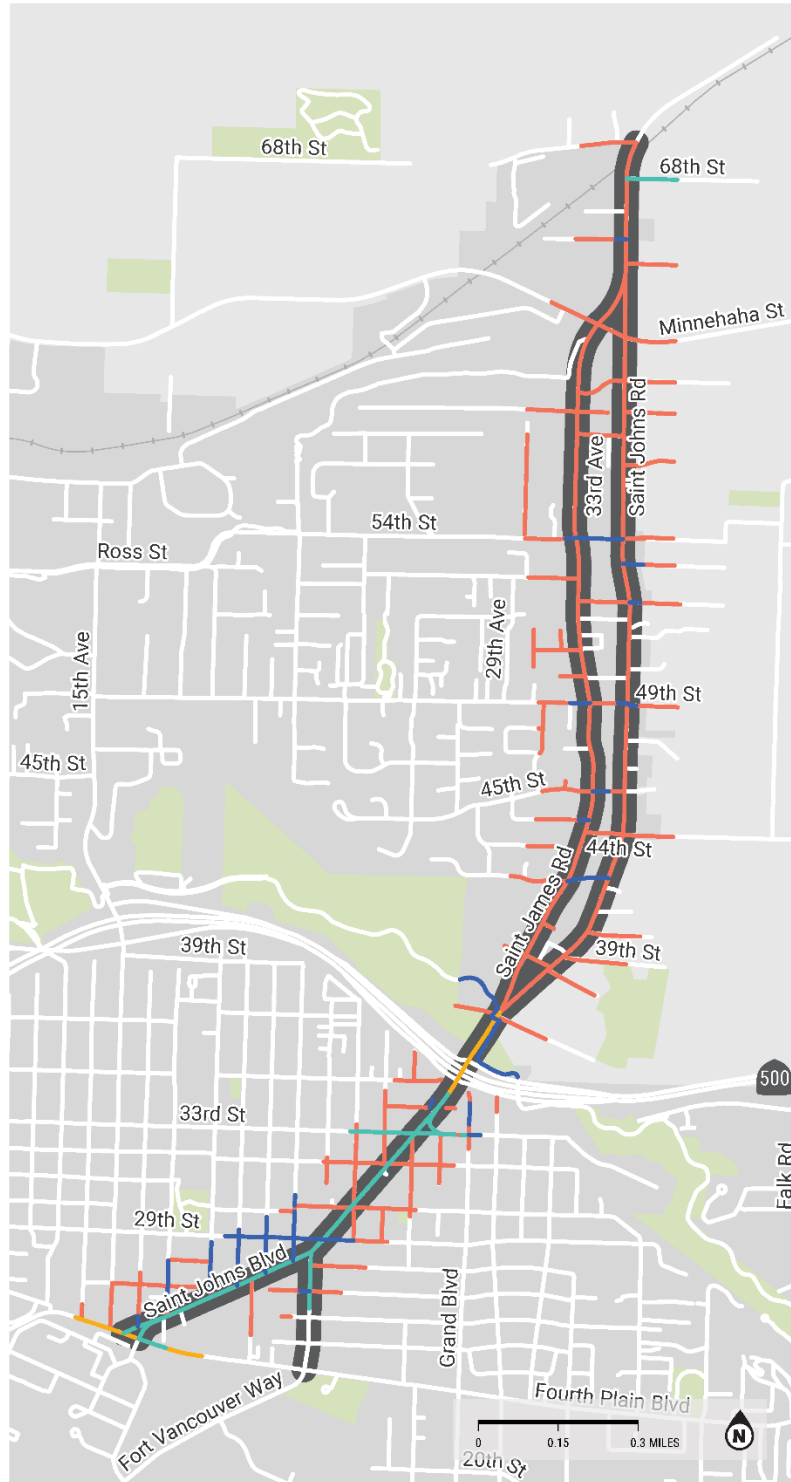 68th St
68th St
Minnehaha St
Saint Johns Rd
33rd Ave
54th St
Ross St
29th Ave
15th Ave
49th St
45th St
45th St
44th St
Saint James Rd
39th St
39th St
500
33rd St
Falk Rd
29th St
Saint Johns Blvd
Grand Blvd
Fort Vancouver Way
Fourth Plain Blvd
0 0.15 0.3 MILES
N
20th St